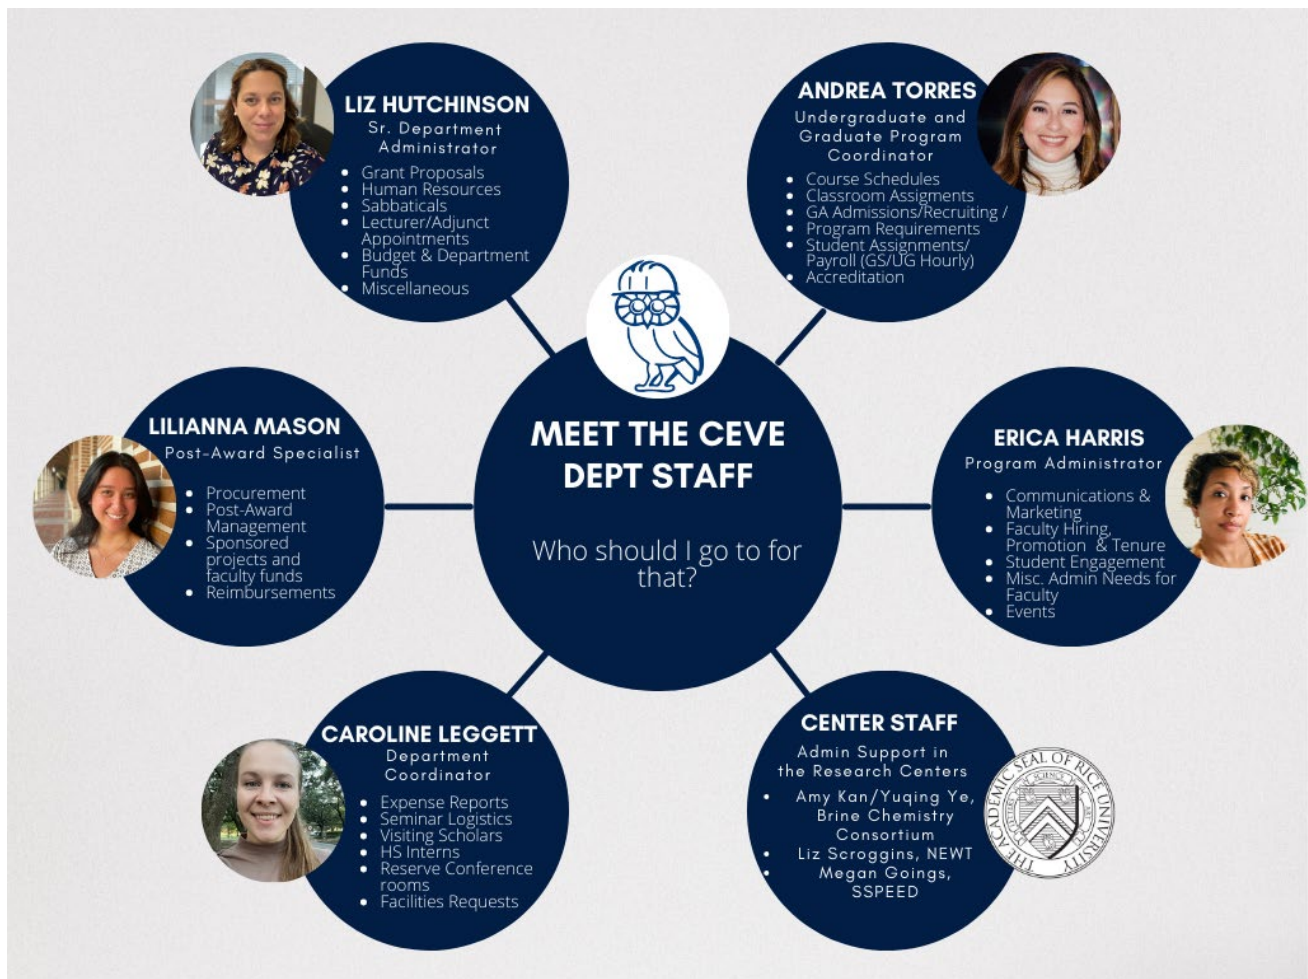 LIZ HUTCHINSON
Sr. Department
Administrator
• Grant Proposals
• Human Resources
• Sabbaticals
• Lecturer/Adjunct
Appointments
• Budget & Department
Funds
• Miscellaneous
ANDREA TORRES
Undergraduate and
Graduate Program
Coordinator
• Course Schedules
• Classroom Assigments
• GA Admissions/Recruiting /
• Program Requirements
• Student Assignments/
Payroll (GS/UG Hourly)
• Accreditation
LILIANNA MASON
Post-Award Specialist
• Procurement
• Post-Award
Management
• Sponsored
projects and
faculty funds
• Reimbursements
MEET THE CEVE
DEPT STAFF
Who should I go to for
that?
ERICA HARRIS
Program Administrator
• Communications &
Marketing
• Faculty Hiring,
Promotion & Tenure
• Student Engagement
• Misc. Admin Needs for
Faculty
• Events
CAROLINE LEGGETT
Department
Coordinator
• Expense Reports
• Seminar Logistics
• Visiting Scholars
• HS Interns
• Reserve Conference
rooms
• Facilities Requests
CENTER STAFF
Admin Support in
the Research Centers
• Amy Kan/Yuqing Ye,
Brine Chemistry
Consortium
• Liz Scroggins, NEWT
• Megan Goings,
SSPEED
THE ACADEMIC SEAL OF RICE UNIVERSITY